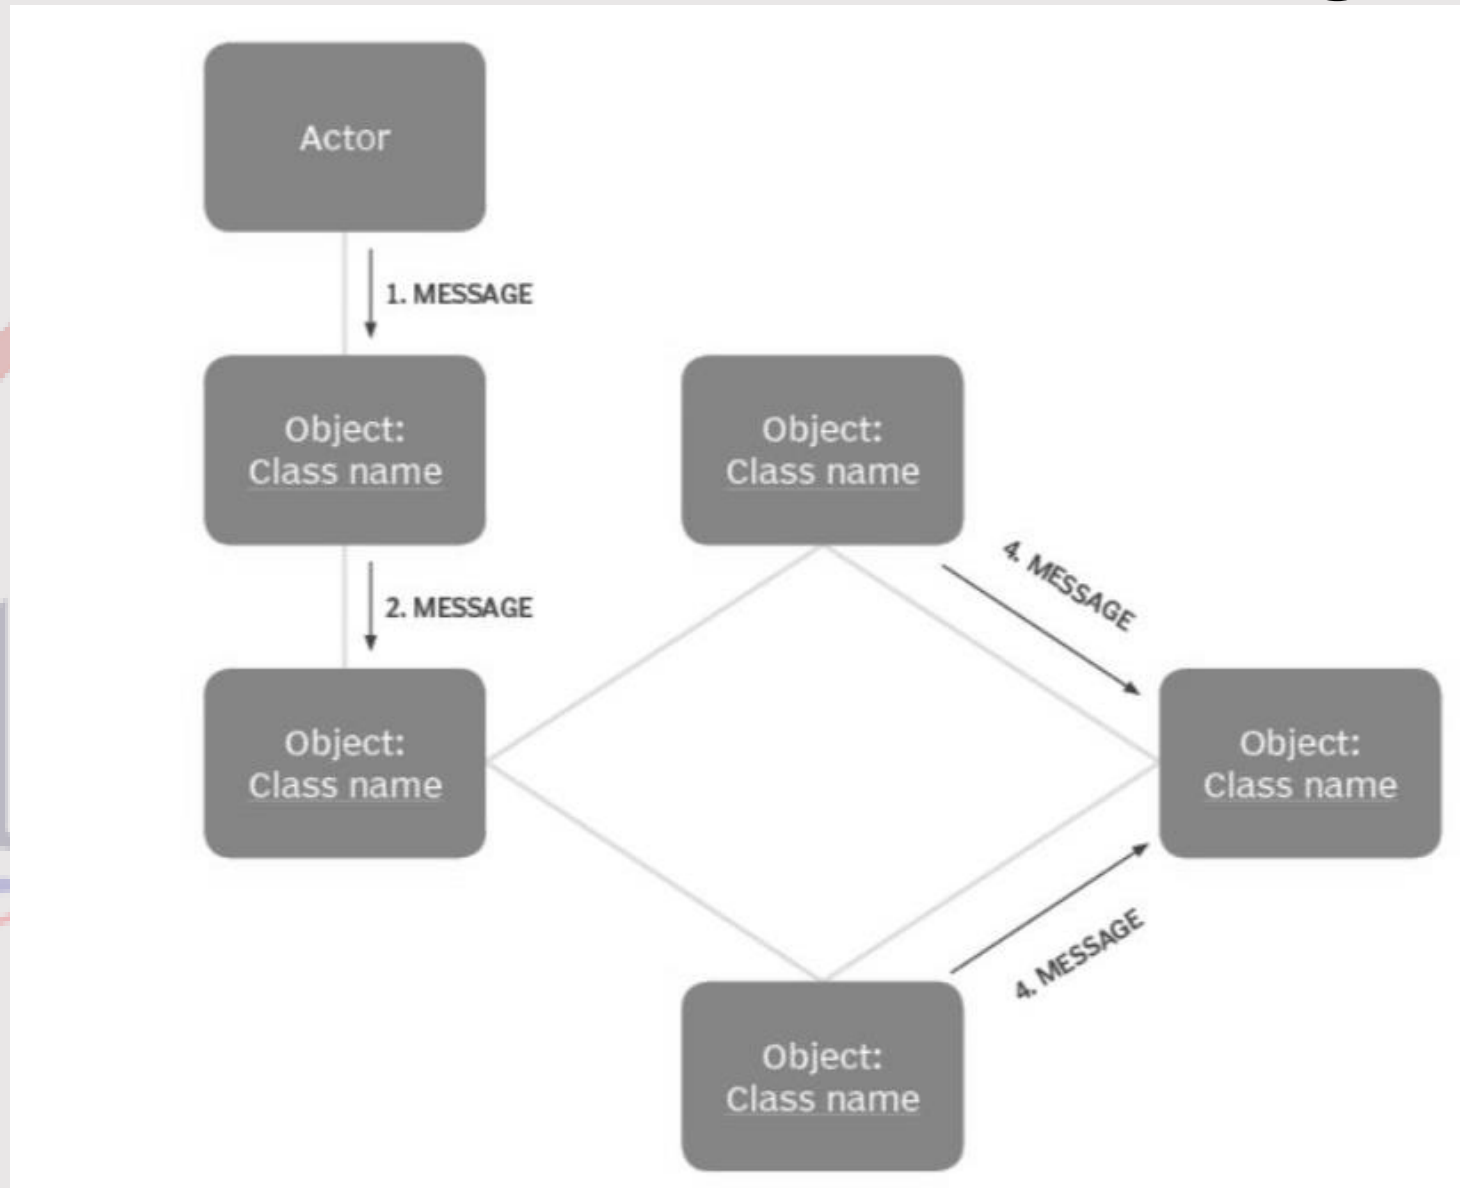 Actor
1. MESSAGE
Object:
Class name
Object:
Class name
2. MESSAGE
4. MESSAGE
Object:
Class name
Object:
Class name
4. MESSAGE
Object:
Class name